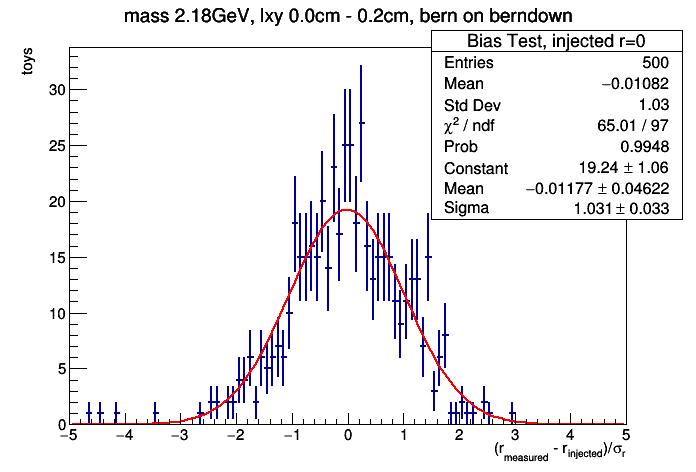 mass 2.18GeV, lxy 0.0cm - 0.2cm, bern on berndown
toys
Bias Test, injected r=0
Entries 500
Mean −0.01082
Std Dev 1.03
χ² / ndf 65.01 / 97
Prob 0.9948
Constant 19.24 ± 1.06
Mean −0.01177 ± 0.04622
Sigma 1.031 ± 0.033
30
25
20
15
10
5
0
−5 −4 −3 −2 −1 0 1 2 3 4 5
(r_measured - r_injected)/σ_r